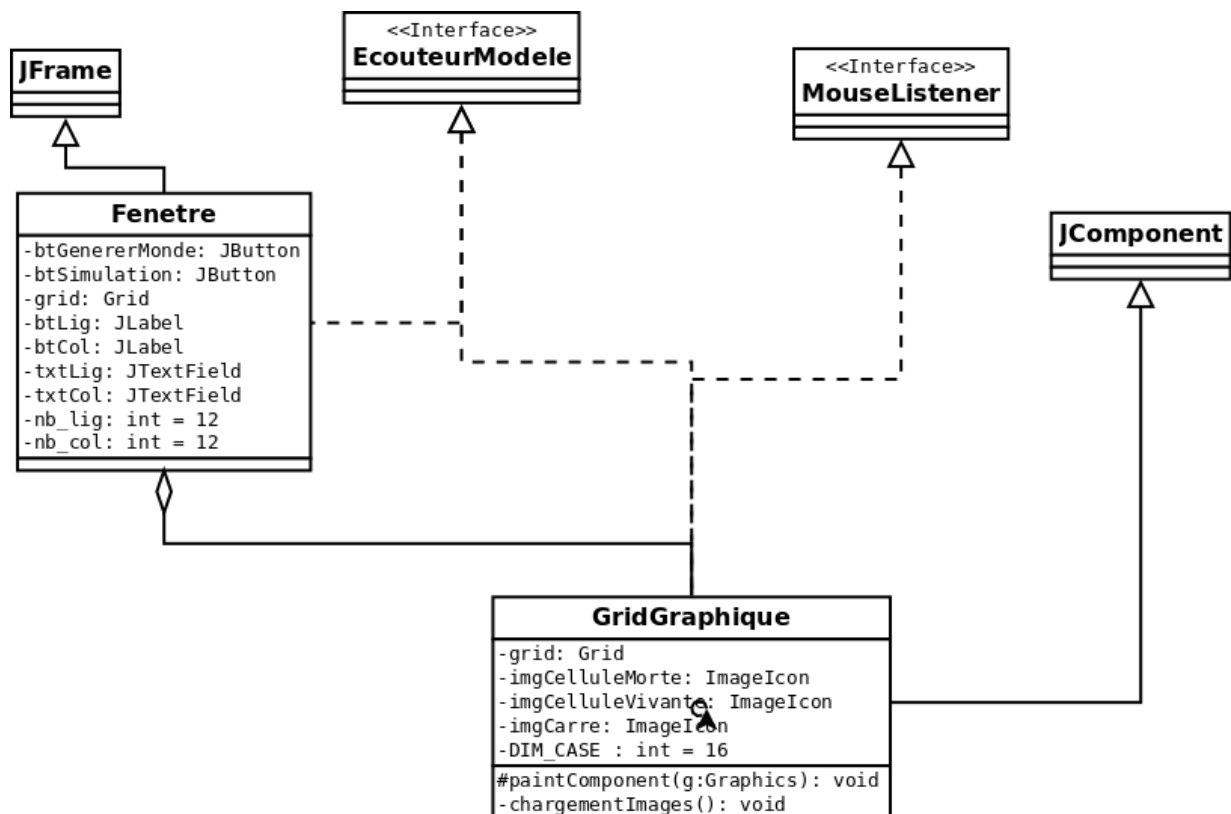 <<Interface>>
EcouteurModele
JFrame
<<Interface>>
MouseListener
Fenetre
-btGenererMonde: JButton
-btSimulation: JButton
-grid: Grid
-btLig: JLabel
-btCol: JLabel
-txtLig: JTextField
-txtCol: JTextField
-nb_lig: int = 12
-nb_col: int = 12
JComponent
GridGraphique
-grid: Grid
-imgCelluleMorte: ImageIcon
-imgCelluleVivante: ImageIcon
-imgCarre: ImageIcon
-DIM_CASE : int = 16
#paintComponent(g:Graphics): void
-chargementImages(): void